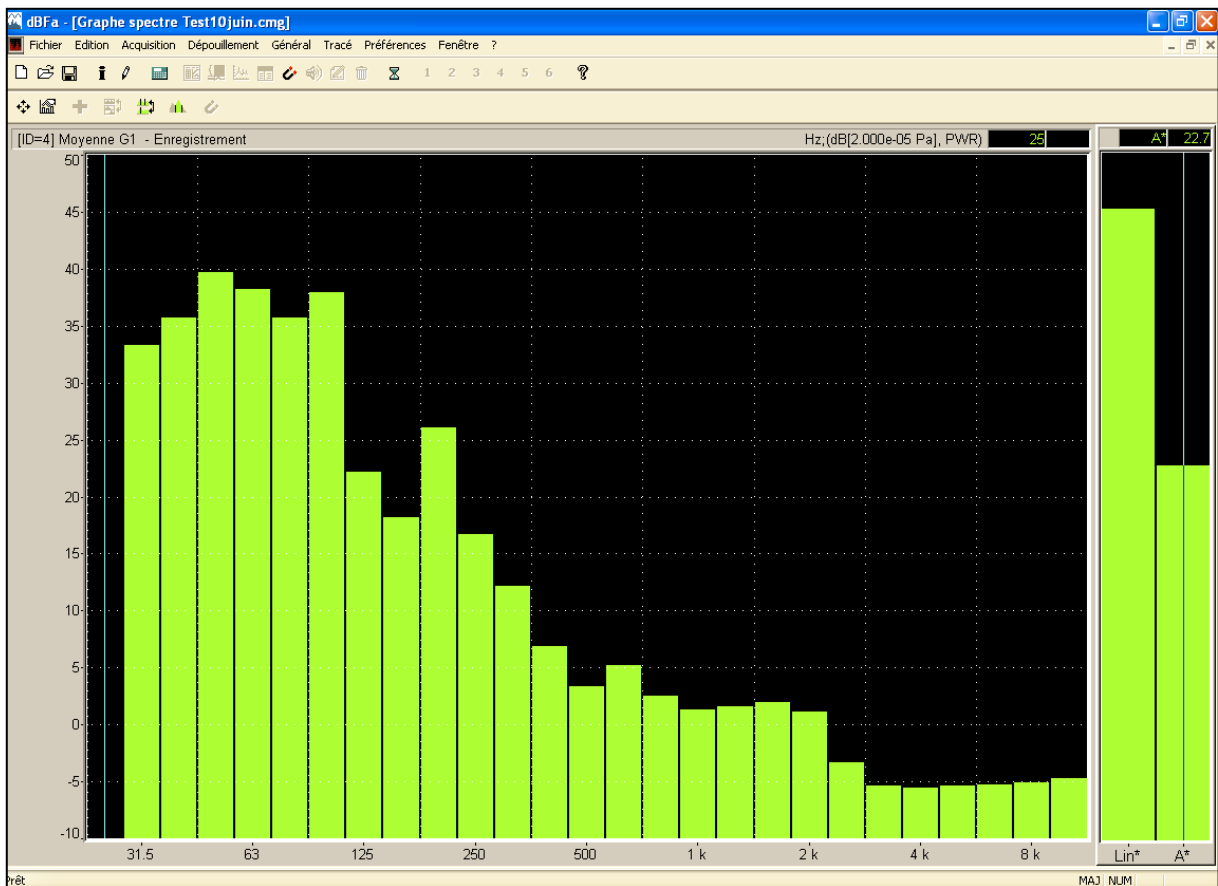 dBFa - [Graphe spectre Test10juin.cmg]
Fichier Edition Acquisition Dépouillement Général Tracé Préférences Fenêtre ?
1 2 3 4 5 6 ?
[ID=4] Moyenne G1 - Enregistrement Hz;(dB[2.000e-05 Pa], PWR) 25 A* 22.7
50
45
40
35
30
25
20
15
10
5
0
-5
-10
31.5 63 125 250 500 1 k 2 k 4 k 8 k Lin* A*
Prêt MAJ NUM